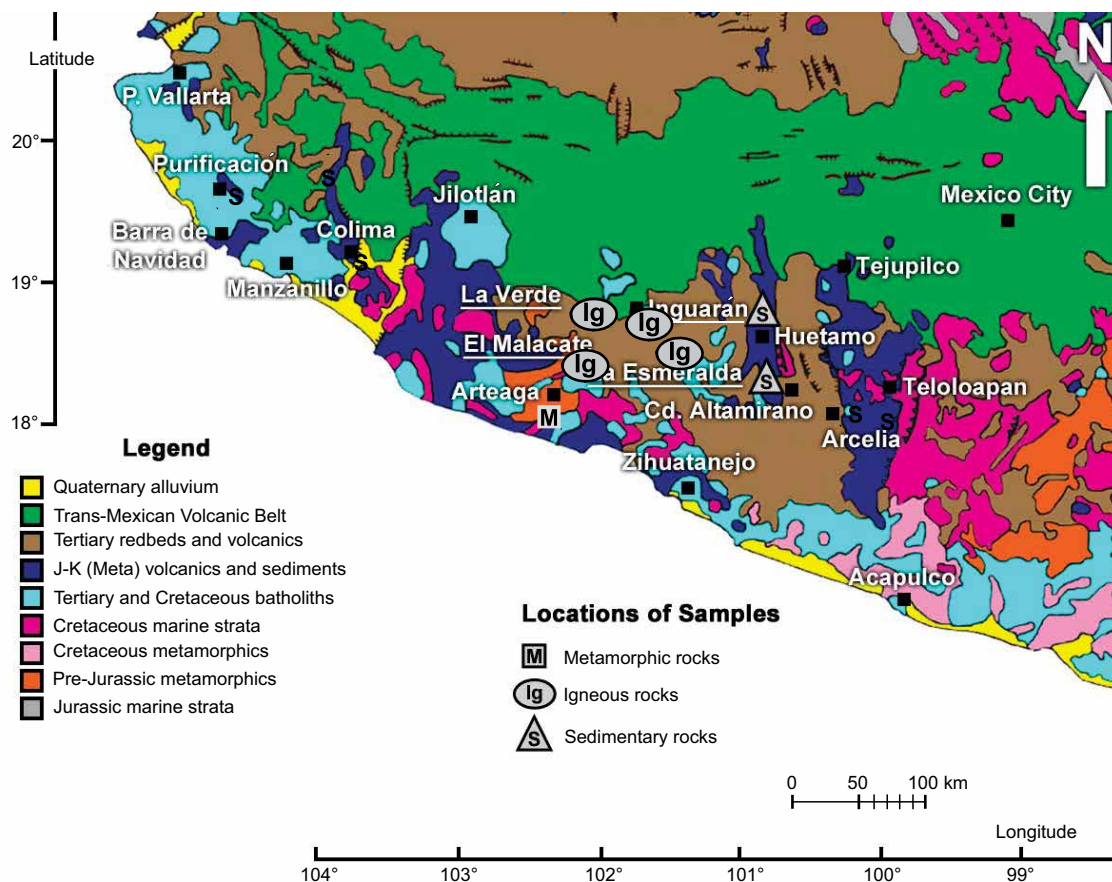 Latitude
N
P. Vallarta
20°
Purificación
S
S
Jilotlán
Mexico City
Barra de
Navidad
Colima
S
Tejupilco
19°
Manzanillo
La Verde
Ig
Inguarán
S
Ig
Huetamo
El Malacate
Ig
Ig
a Esmeralda
S
Arteaga
Teloloapan
18°
M
Cd. Altamirano
S
S
Arcelia
Zihuatanejo
Acapulco
Legend
Quaternary alluvium
Trans-Mexican Volcanic Belt
Tertiary redbeds and volcanics
J-K (Meta) volcanics and sediments
Tertiary and Cretaceous batholiths
Cretaceous marine strata
Cretaceous metamorphics
Pre-Jurassic metamorphics
Jurassic marine strata
Locations of Samples
M Metamorphic rocks
Ig Igneous rocks
S Sedimentary rocks
0 50 100 km
Longitude
104° 103° 102° 101° 100° 99°